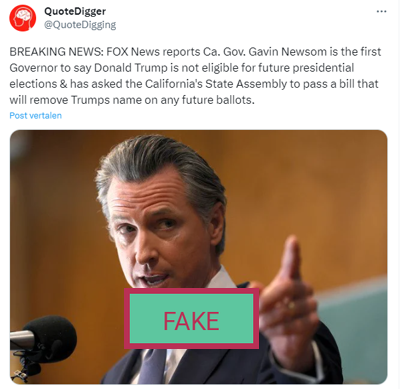 QuoteDigger
@QuoteDigging
BREAKING NEWS: FOX News reports Ca. Gov. Gavin Newsom is the first
Governor to say Donald Trump is not eligible for future presidential
elections & has asked the California's State Assembly to pass a bill that
will remove Trumps name on any future ballots.
Post vertalen
FAKE